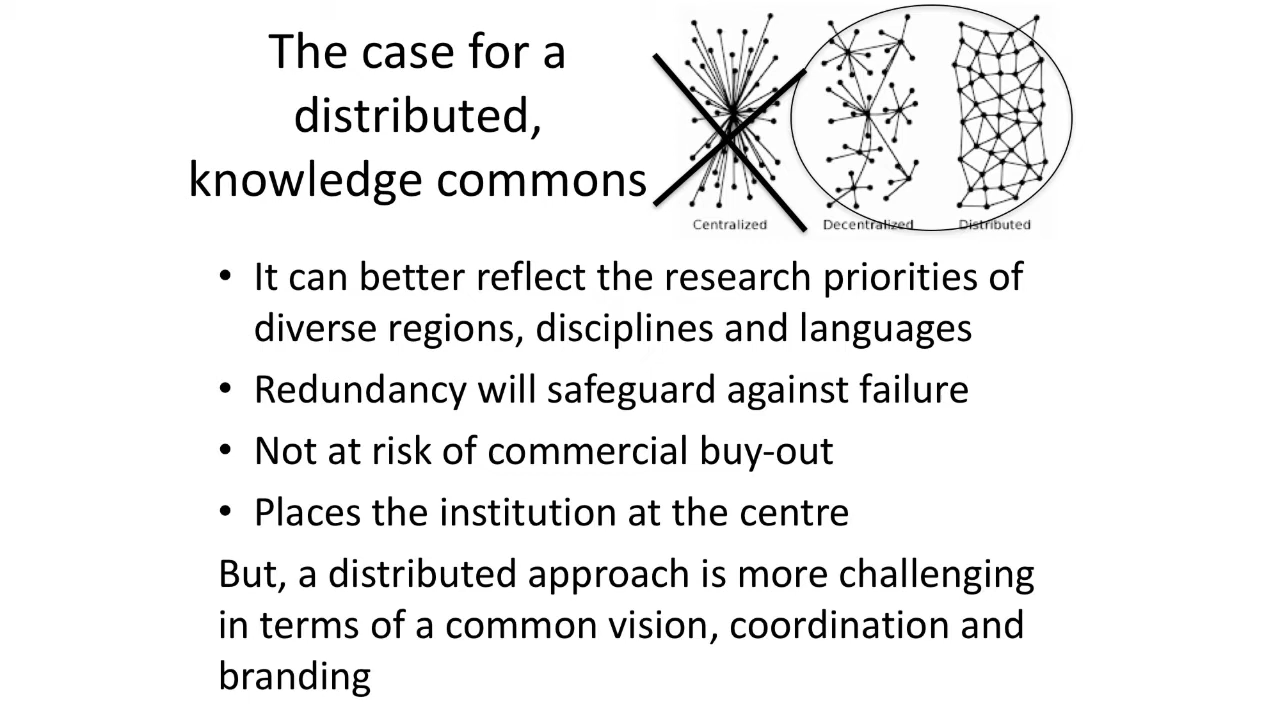 The case for a
distributed,
knowledge commons
Centralized
Decentralized
Distributed
• It can better reflect the research priorities of
diverse regions, disciplines and languages
• Redundancy will safeguard against failure
• Not at risk of commercial buy-out
• Places the institution at the centre
But, a distributed approach is more challenging
in terms of a common vision, coordination and
branding